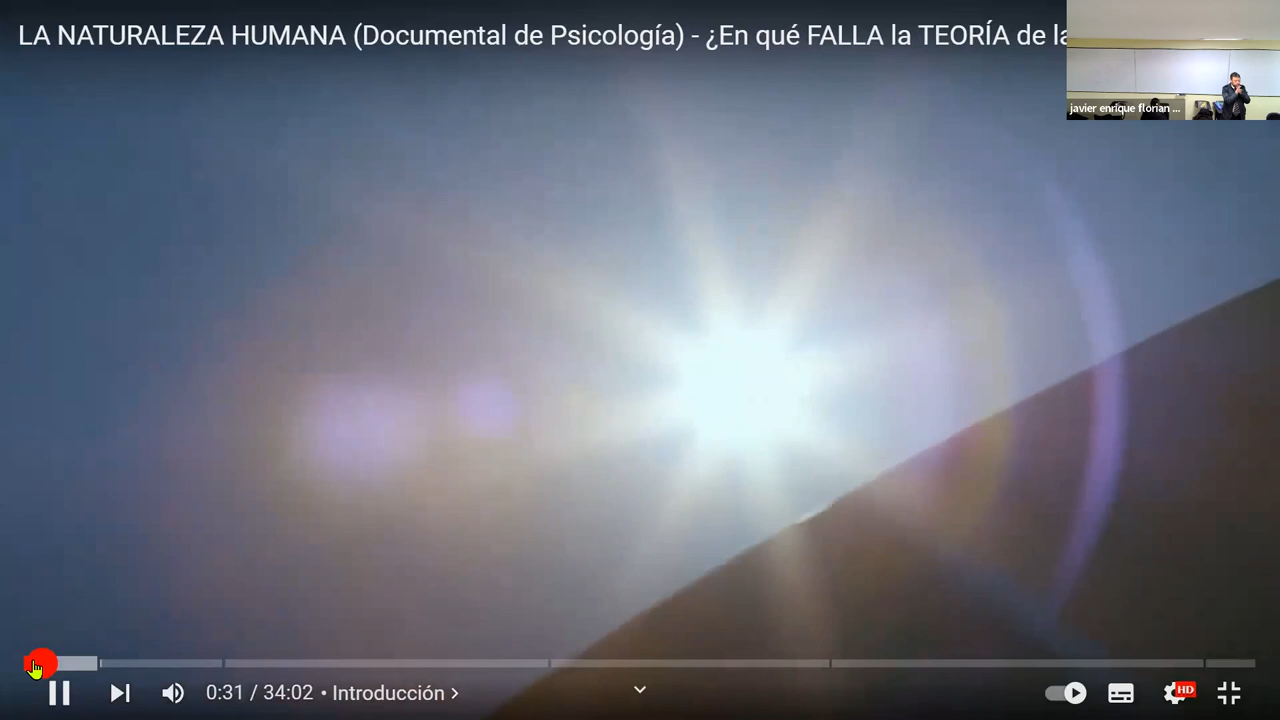 LA NATURALEZA HUMANA (Documental de Psicología) - ¿En qué FALLA la TEORÍA de la
javier enrique florian ...
0:31 / 34:02 • Introducción
HD